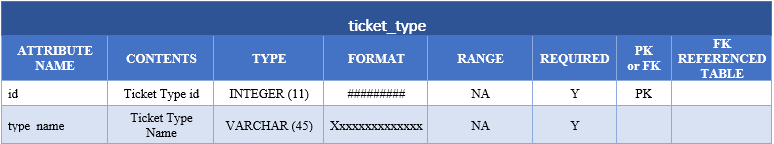 ticket_type
ATTRIBUTE NAME CONTENTS TYPE FORMAT RANGE REQUIRED PK or FK FK REFERENCED TABLE
id Ticket Type id INTEGER (11) ######### NA Y PK
type_name Ticket Type Name VARCHAR (45) Xxxxxxxxxxxxxx NA Y